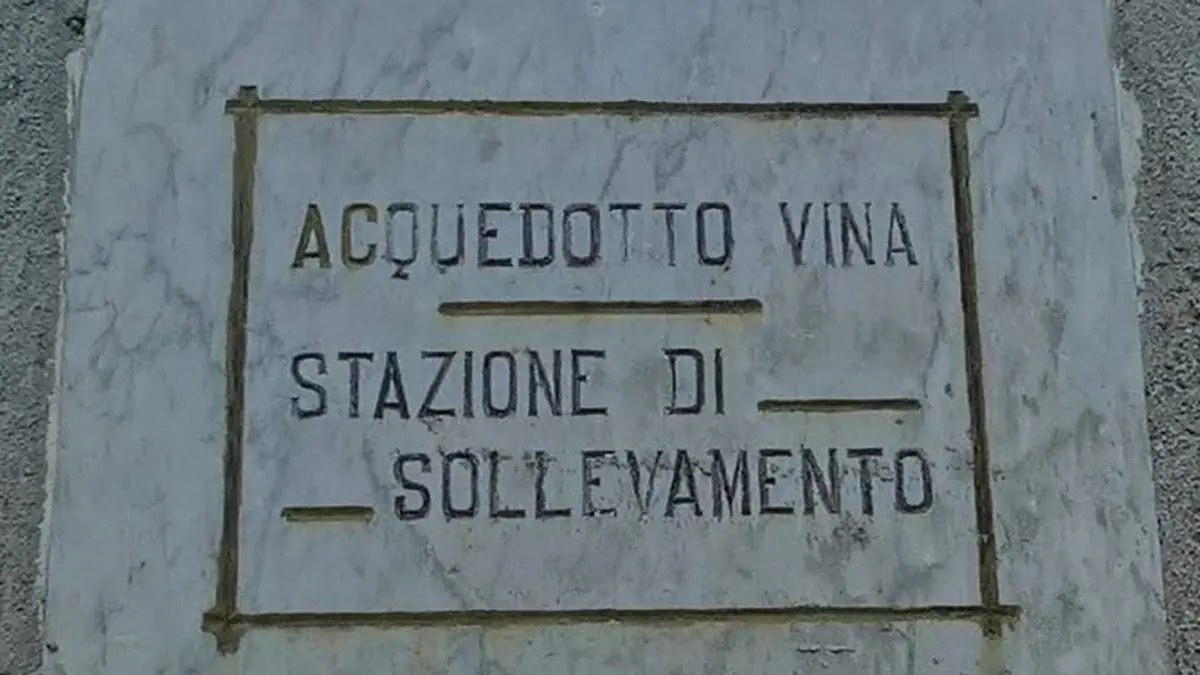 ACQUEDOTTO VINA
STAZIONE DI
SOLLEVAMENTO